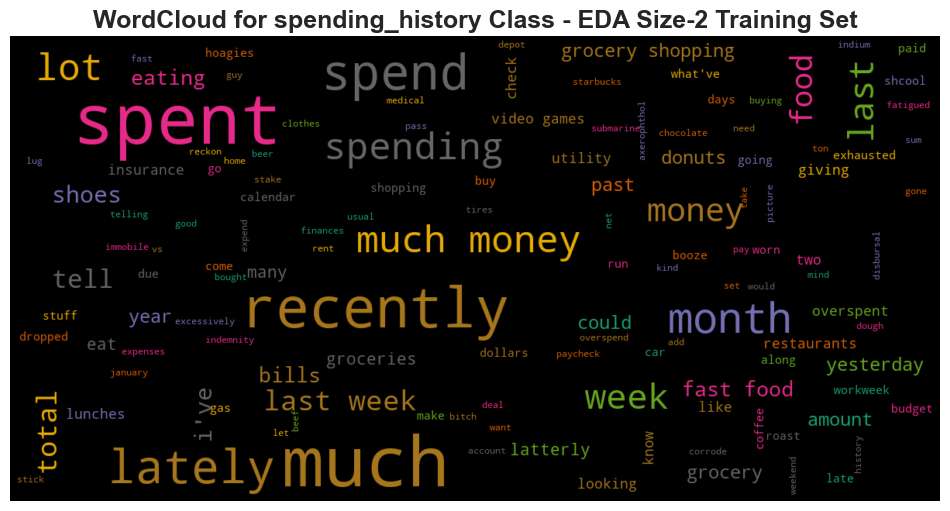 WordCloud for spending_history Class - EDA Size-2 Training Set
lot
fast
hoagies
eating
guy
spend
depot
check
grocery shopping
what've
starbucks
food
indium
paid
last
shcool
fatigued
spent
medical
clothes
pass
video games
submarine
axerophthol
days
buying
chocolate
need
sum
lug
reckon
home
beer
spending
utility
donuts
going
ton
exhausted
giving
insurance
go
stake
shoes
calendar
shopping
buy
past
money
take
picture
gone
telling
good
usual
tires
finances
much money
net
immobile
vs
expend
rent
run
kind
booze
pay
worn
two
disbursal
tell
due
come
bought
many
mind
set
would
stuff
year
excessively
recently
could
month
overspent
dough
dropped
eat
expenses
indemnity
groceries
dollars
overspend
paycheck
car
add
restaurants
along
yesterday
january
bills
workweek
total
lunches
i've
gas
last week
beef
let
make
bitch
deal
want
week
fast food
like
amount
budget
coffee
roast
lately
much
account
latterly
know
corrode
grocery
weekend
history
late
looking
stick